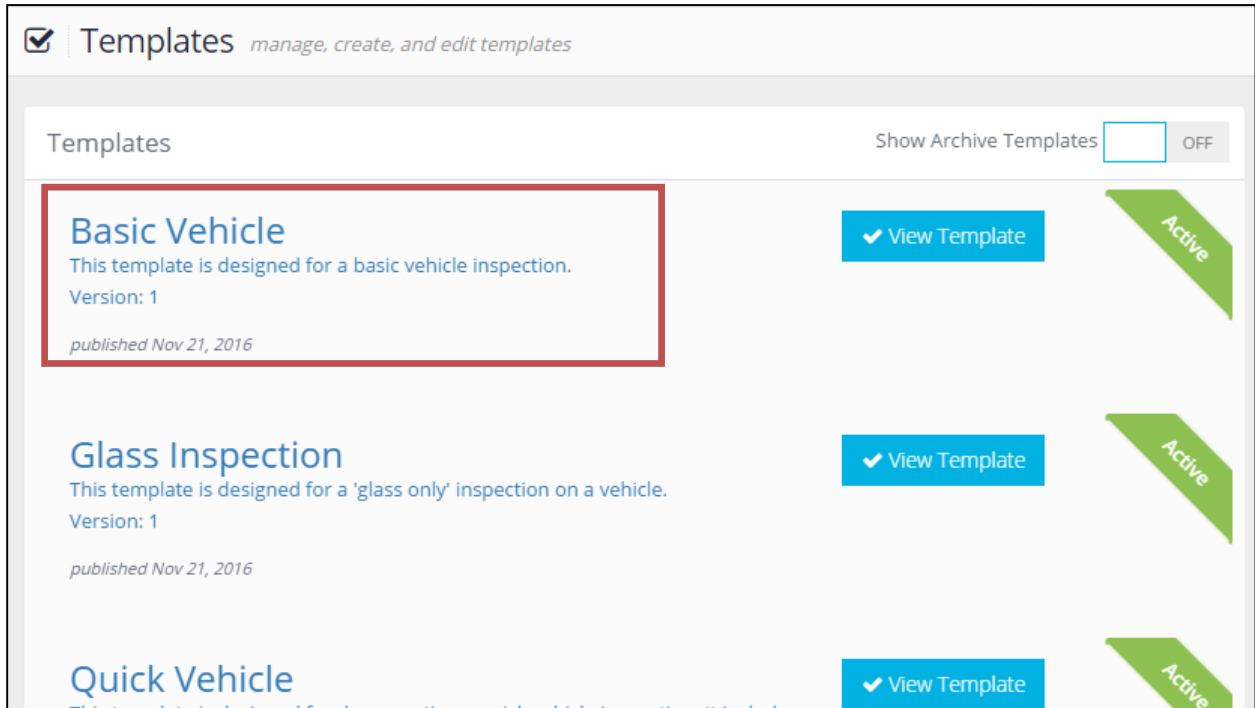 Templates manage, create, and edit templates
Templates
Show Archive Templates OFF
Basic Vehicle
This template is designed for a basic vehicle inspection.
Version: 1
published Nov 21, 2016
View Template
Active
Glass Inspection
This template is designed for a 'glass only' inspection on a vehicle.
Version: 1
published Nov 21, 2016
View Template
Active
Quick Vehicle
View Template
Active